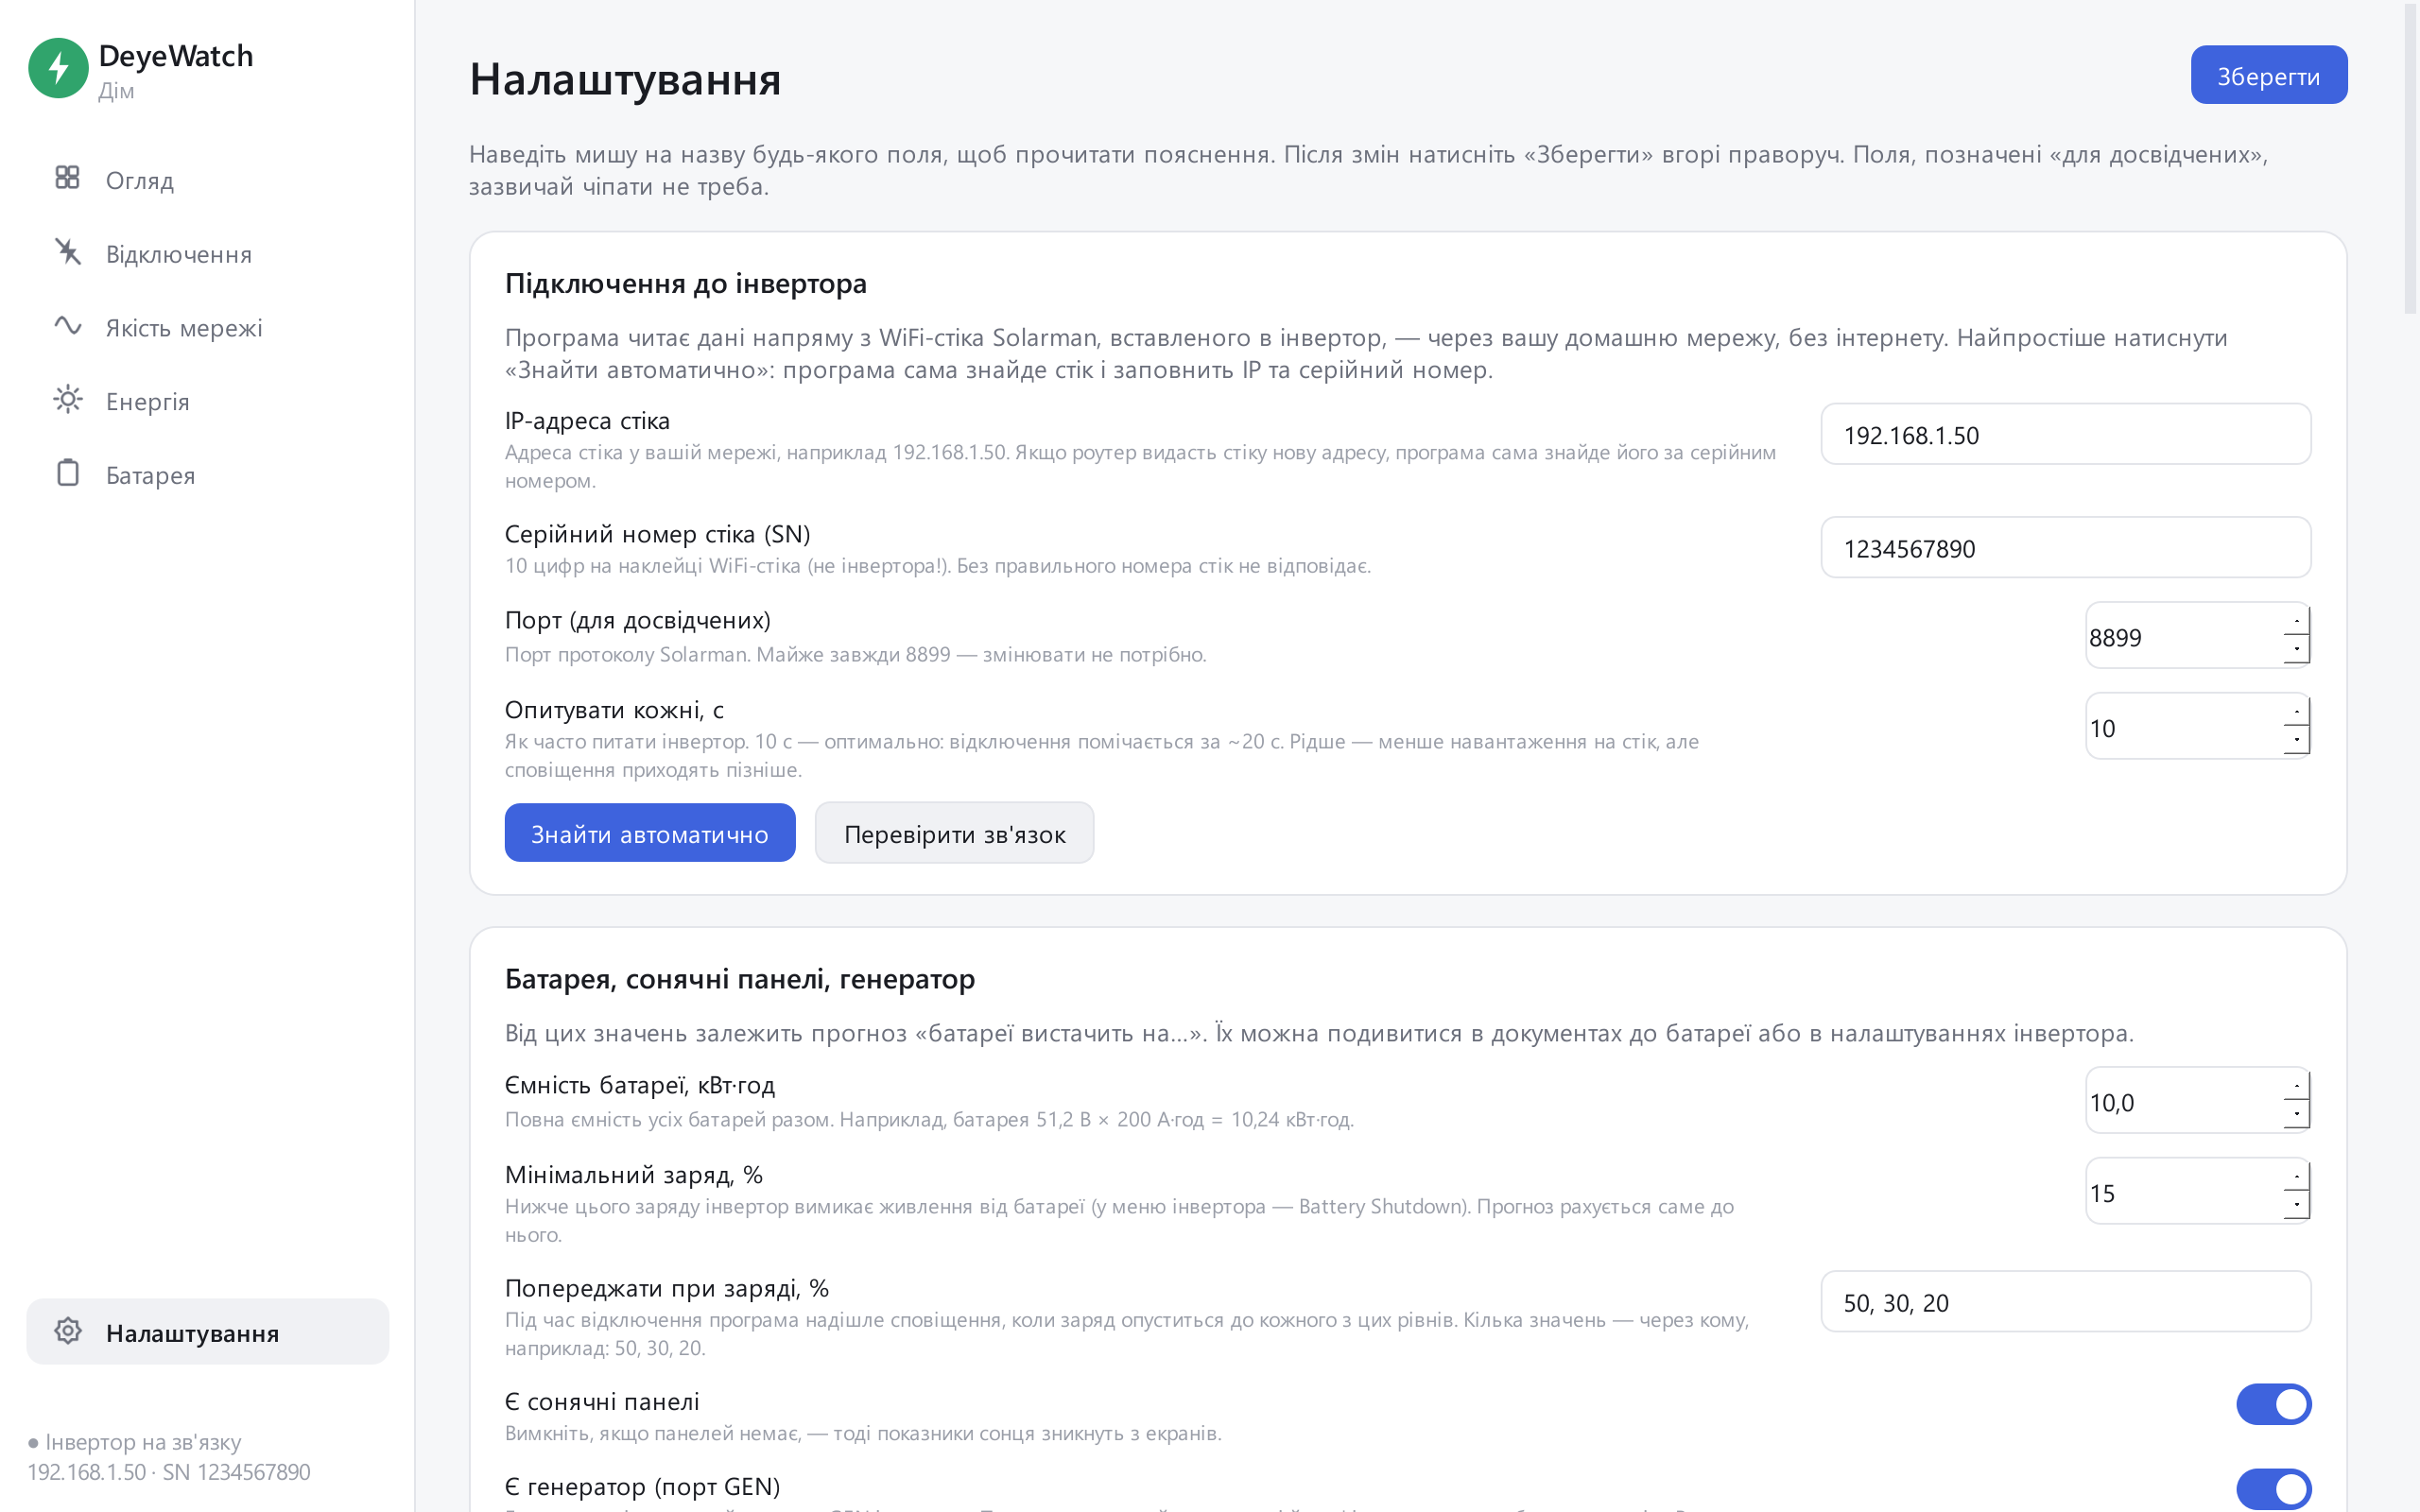 DeyeWatch
Дім
Огляд
Відключення
Якість мережі
Енергія
Батарея
Налаштування
● Інвертор на зв'язку
192.168.1.50 · SN 1234567890
Налаштування
Зберегти
Наведіть мишу на назву будь-якого поля, щоб прочитати пояснення. Після змін натисніть «Зберегти» вгорі праворуч. Поля, позначені «для досвідчених»,
зазвичай чіпати не треба.
Підключення до інвертора
Програма читає дані напряму з WiFi-стіка Solarman, вставленого в інвертор, — через вашу домашню мережу, без інтернету. Найпростіше натиснути
«Знайти автоматично»: програма сама знайде стік і заповнить IP та серійний номер.
IP-адреса стіка
192.168.1.50
Адреса стіка у вашій мережі, наприклад 192.168.1.50. Якщо роутер видасть стіку нову адресу, програма сама знайде його за серійним
номером.
Серійний номер стіка (SN)
1234567890
10 цифр на наклейці WiFi-стіка (не інвертора!). Без правильного номера стік не відповідає.
Порт (для досвідчених)
8899
Порт протоколу Solarman. Майже завжди 8899 — змінювати не потрібно.
Опитувати кожні, с
10
Як часто питати інвертор. 10 с — оптимально: відключення помічається за ~20 с. Рідше — менше навантаження на стік, але
сповіщення приходять пізніше.
Знайти автоматично
Перевірити зв'язок
Батарея, сонячні панелі, генератор
Від цих значень залежить прогноз «батареї вистачить на…». Їх можна подивитися в документах до батареї або в налаштуваннях інвертора.
Ємність батареї, кВт·год
10,0
Повна ємність усіх батарей разом. Наприклад, батарея 51,2 В × 200 А·год = 10,24 кВт·год.
Мінімальний заряд, %
15
Нижче цього заряду інвертор вимикає живлення від батареї (у меню інвертора — Battery Shutdown). Прогноз рахується саме до
нього.
Попереджати при заряді, %
50, 30, 20
Під час відключення програма надішле сповіщення, коли заряд опуститься до кожного з цих рівнів. Кілька значень — через кому,
наприклад: 50, 30, 20.
Є сонячні панелі
Вимкніть, якщо панелей немає, — тоді показники сонця зникнуть з екранів.
Є генератор (порт GEN)